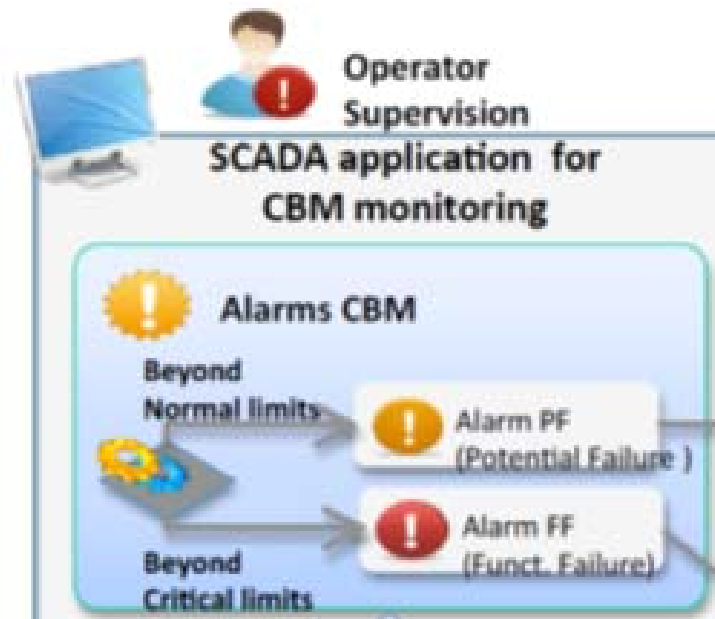 Operator
Supervision
SCADA application for
CBM monitoring
Alarms CBM
Beyond
Normal limits
Alarm PF
(Potential Failure )
Alarm FF
(Funct. Failure)
Beyond
Critical limits